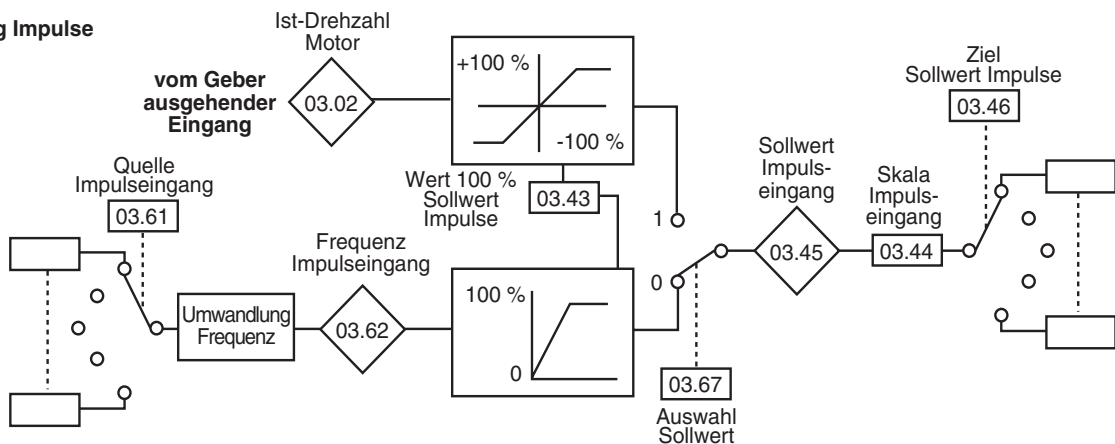 g Impulse
Ist-Drehzahl
Motor
vom Geber
ausgehender
Eingang
03.02
+100 %
-100 %
Ziel
Sollwert Impulse
03.46
Quelle
Impulseingang
03.61
Wert 100 %
Sollwert
Impulse
03.43
Sollwert
Impuls-
eingang
03.45
Skala
Impuls-
eingang
03.44
1
0
Frequenz
Impulseingang
03.62
Umwandlung
Frequenz
100 %
0
03.67
Auswahl
Sollwert